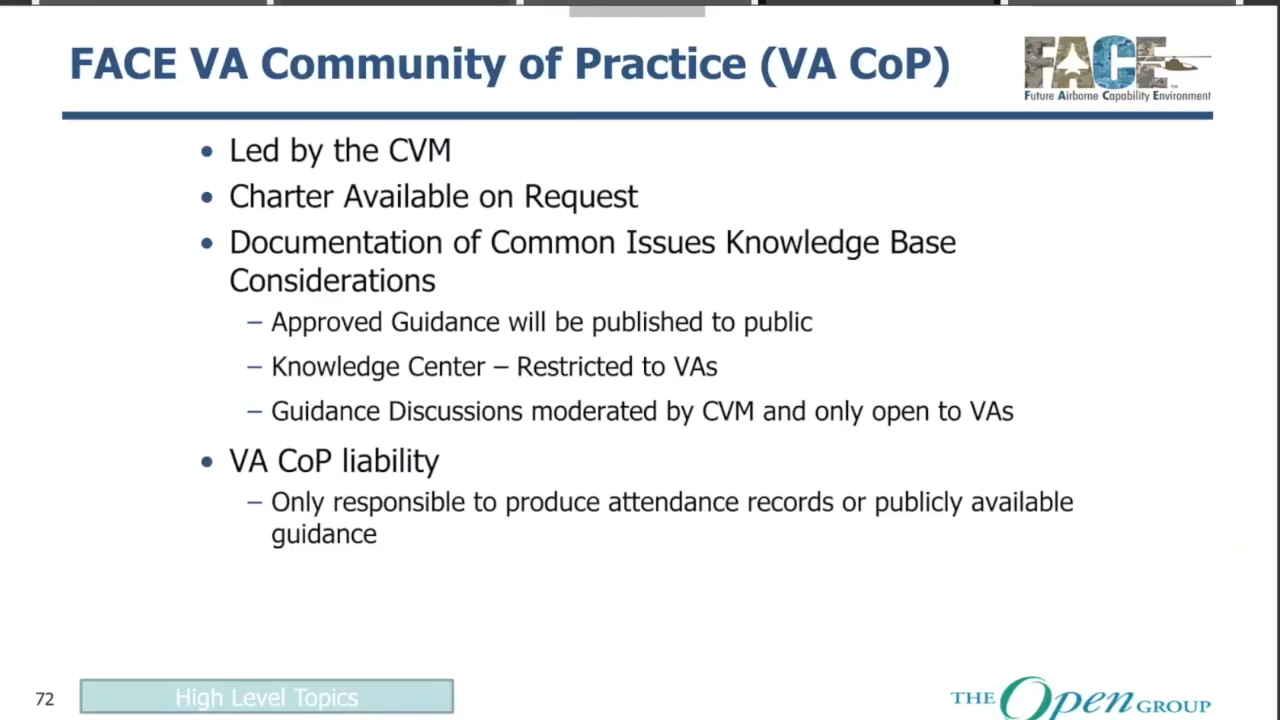 FACE VA Community of Practice (VA CoP)
FACE™
Future Airborne Capability Environment
• Led by the CVM
• Charter Available on Request
• Documentation of Common Issues Knowledge Base
Considerations
– Approved Guidance will be published to public
– Knowledge Center – Restricted to VAs
– Guidance Discussions moderated by CVM and only open to VAs
• VA CoP liability
– Only responsible to produce attendance records or publicly available
guidance
72
High Level Topics
THE Open GROUP